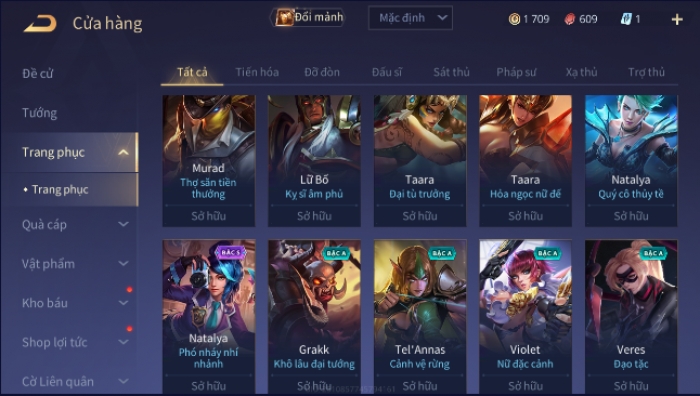 Cửa hàng
Đổi mảnh
Mặc định
1 709
609
1
Đề cử
Tướng
Trang phục
Trang phục
Quà cáp
Vật phẩm
Kho báu
Shop lợi tức
Cờ Liên quân
Tất cả
Tiến hóa
Đỡ đòn
Đấu sĩ
Sát thủ
Pháp sư
Xạ thủ
Trợ thủ
Murad
Thợ săn tiền
thưởng
Sở hữu
Lữ Bố
Kỵ sĩ âm phủ
Sở hữu
Taara
Đại tù trưởng
Sở hữu
Taara
Hỏa ngọc nữ đế
Sở hữu
Natalya
Quý cô thủy tề
Sở hữu
BẬC S
Natalya
Phó nháy nhí
nhảnh
Sở hữu
BẬC A
Grakk
Khô lâu đại tướng
Sở hữu
BẬC A
Tel'Annas
Cảnh vệ rừng
Sở hữu
BẬC A
Violet
Nữ đặc cảnh
Sở hữu
BẬC A
Veres
Đạo tặc
Sở hữu